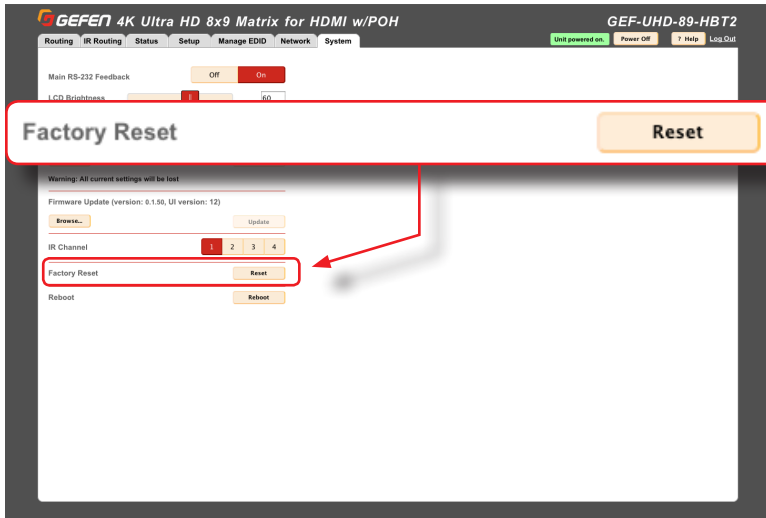 GEFEN 4K Ultra HD 8x9 Matrix for HDMI w/POH GEF-UHD-89-HBT2
Routing IR Routing Status Setup Manage EDID Network System Unit powered on. Power Off ? Help Log Out
Main RS-232 Feedback Off On
LCD Brightness 60
Factory Reset Reset
Warning: All current settings will be lost
Firmware Update (version: 0.1.50, UI version: 12)
Browse... Update
IR Channel 1 2 3 4
Factory Reset Reset
Reboot Reboot